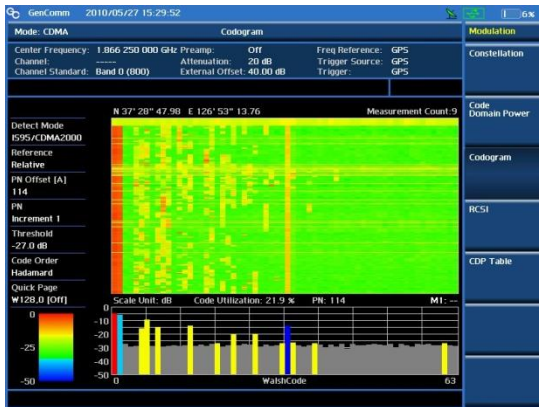 GenComm 2010/05/27 15:29:52 6%
Mode: CDMA Codogram
Modulation
Center Frequency: 1.866 250 000 GHz Preamp: Off Freq Reference: GPS
Channel: ----- Attenuation: 20 dB Trigger Source: GPS
Channel Standard: Band 0 (800) External Offset: 40.00 dB Trigger: GPS
Constellation
Code Domain Power
Codogram
RCSI
CDP Table
N 37° 28" 47.98 E 126° 53" 13.76 Measurement Count:9
Detect Mode
IS95/CDMA2000
Reference
Relative
PN Offset [A]
114
PN
Increment 1
Threshold
-27.0 dB
Code Order
Hadamard
Quick Page
W128,0 [Off]
Scale Unit: dB Code Utilization: 21.9 % PN: 114 M1: --
0
-25
-50
0
-10
-20
-30
-40
-50
0 WalshCode 63